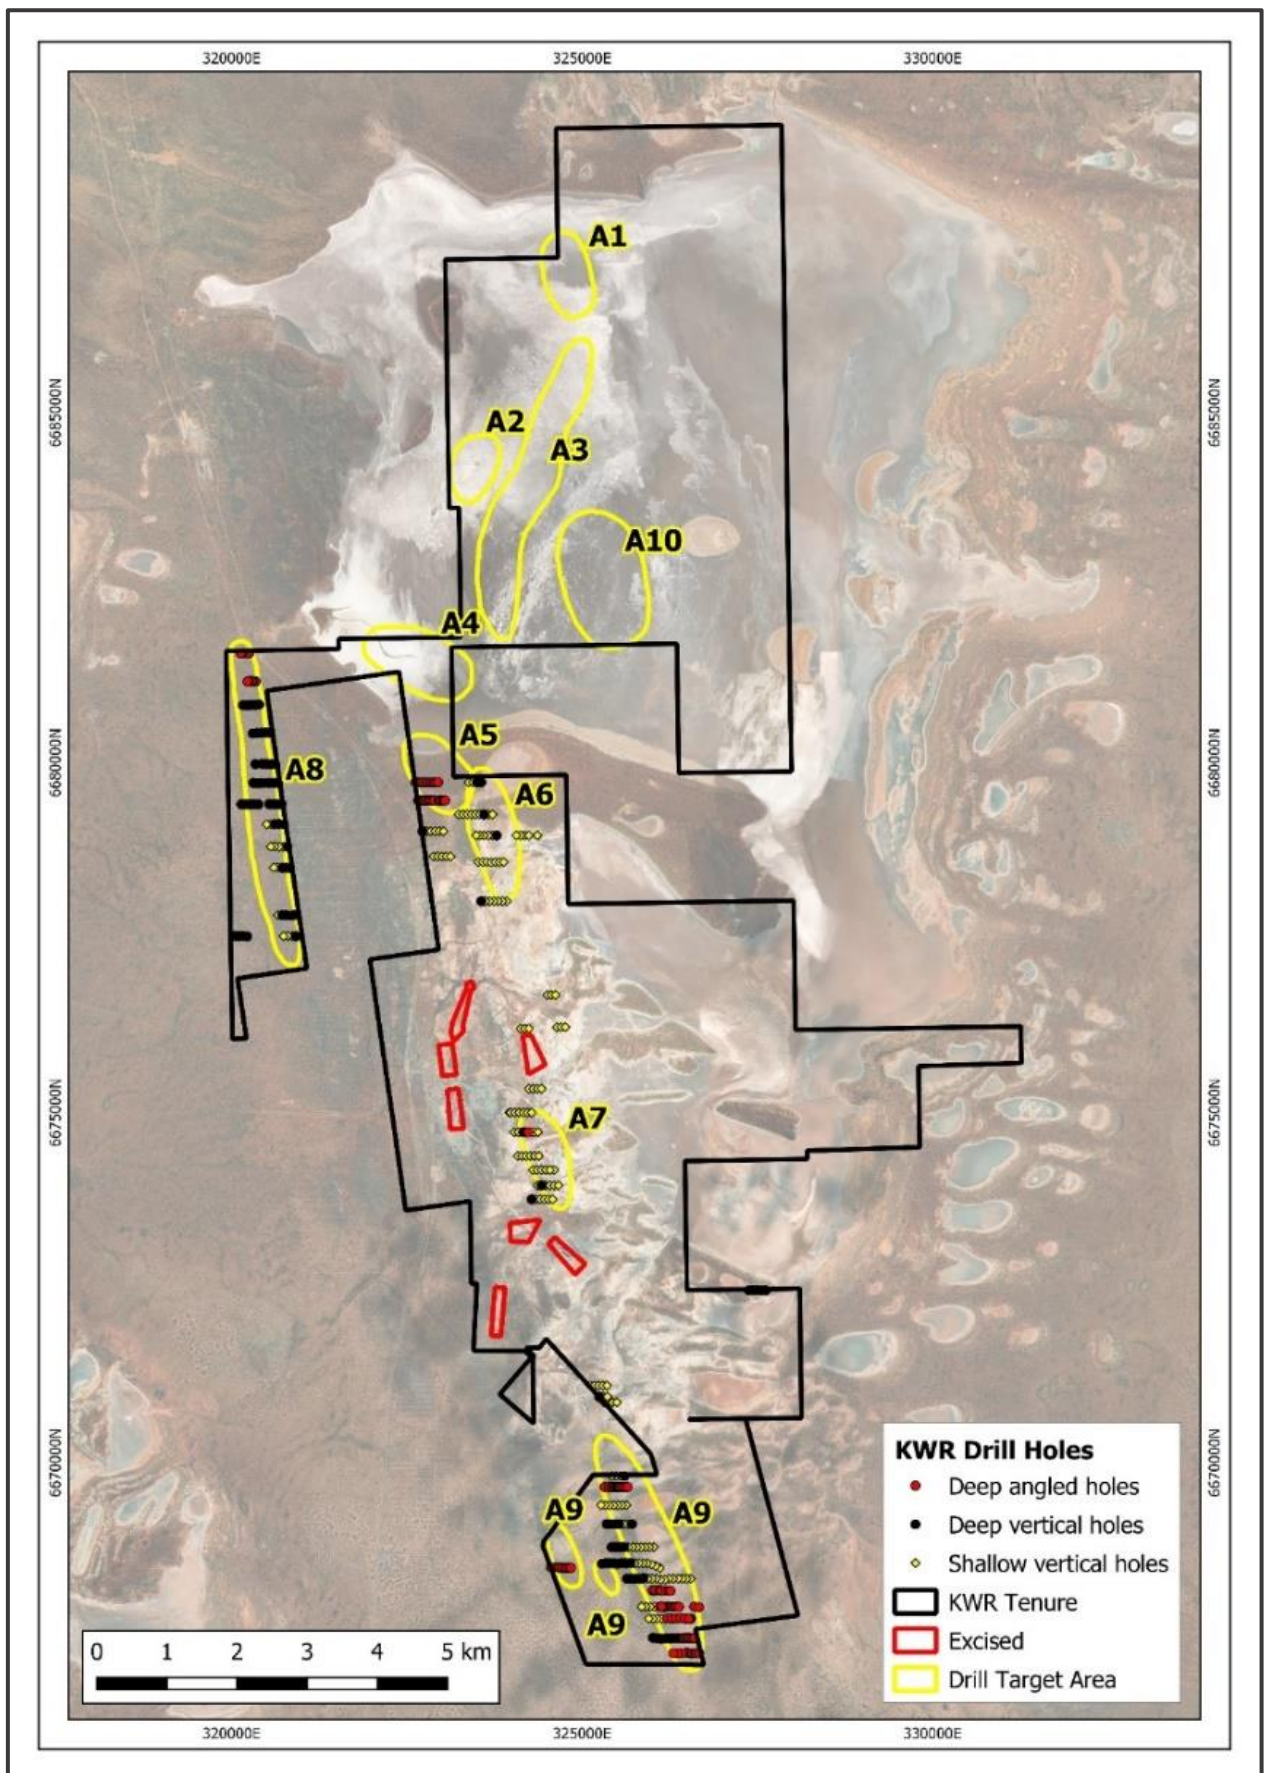 320000E 325000E 330000E
A1
6685000N 6685000N
A2
A3
A10
A4
A5
6680000N 6680000N
A8
A6
6675000N 6675000N
A7
6670000N 6670000N
KWR Drill Holes
Deep angled holes
A9 A9
Deep vertical holes
Shallow vertical holes
KWR Tenure
A9
Excised
0 1 2 3 4 5 km
Drill Target Area
320000E 325000E 330000E